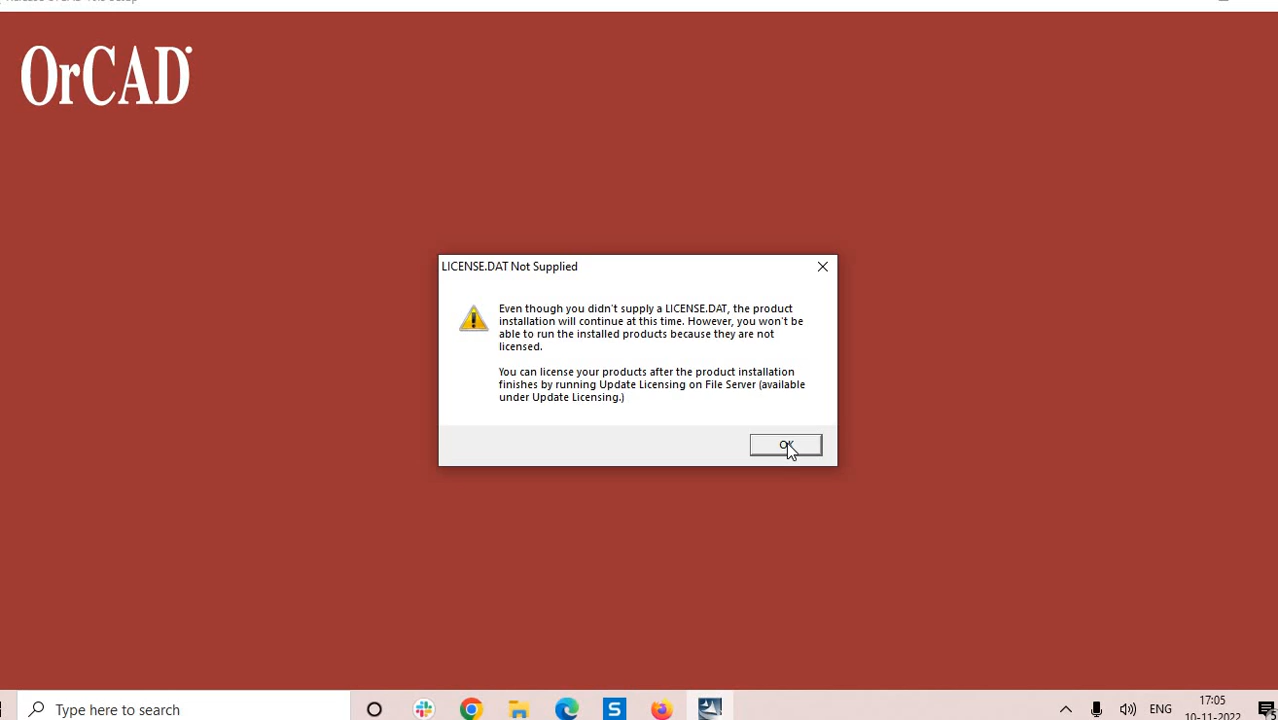 OrCAD
LICENSE.DAT Not Supplied
Even though you didn't supply a LICENSE.DAT, the product
installation will continue at this time. However, you won't be
able to run the installed products because they are not
licensed.
You can license your products after the product installation
finishes by running Update Licensing on File Server (available
under Update Licensing.)
OK
Type here to search
ENG
17:05
10-11-2022